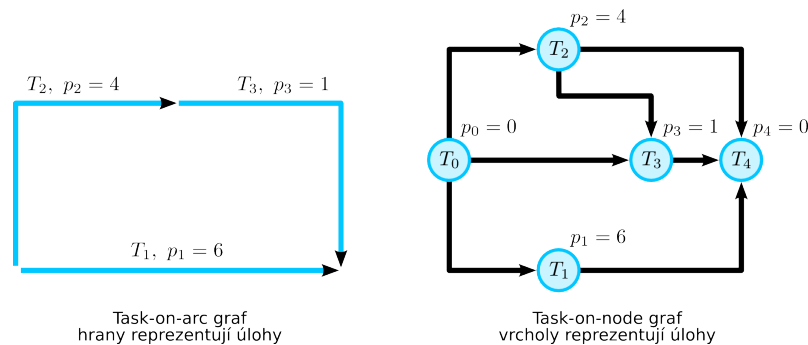 T₂, p₂ = 4
T₃, p₃ = 1
T₁, p₁ = 6
Task-on-arc graf
hrany reprezentují úlohy
p₂ = 4
T₂
p₀ = 0
p₃ = 1
p₄ = 0
T₀
T₃
T₄
p₁ = 6
T₁
Task-on-node graf
vrcholy reprezentují úlohy